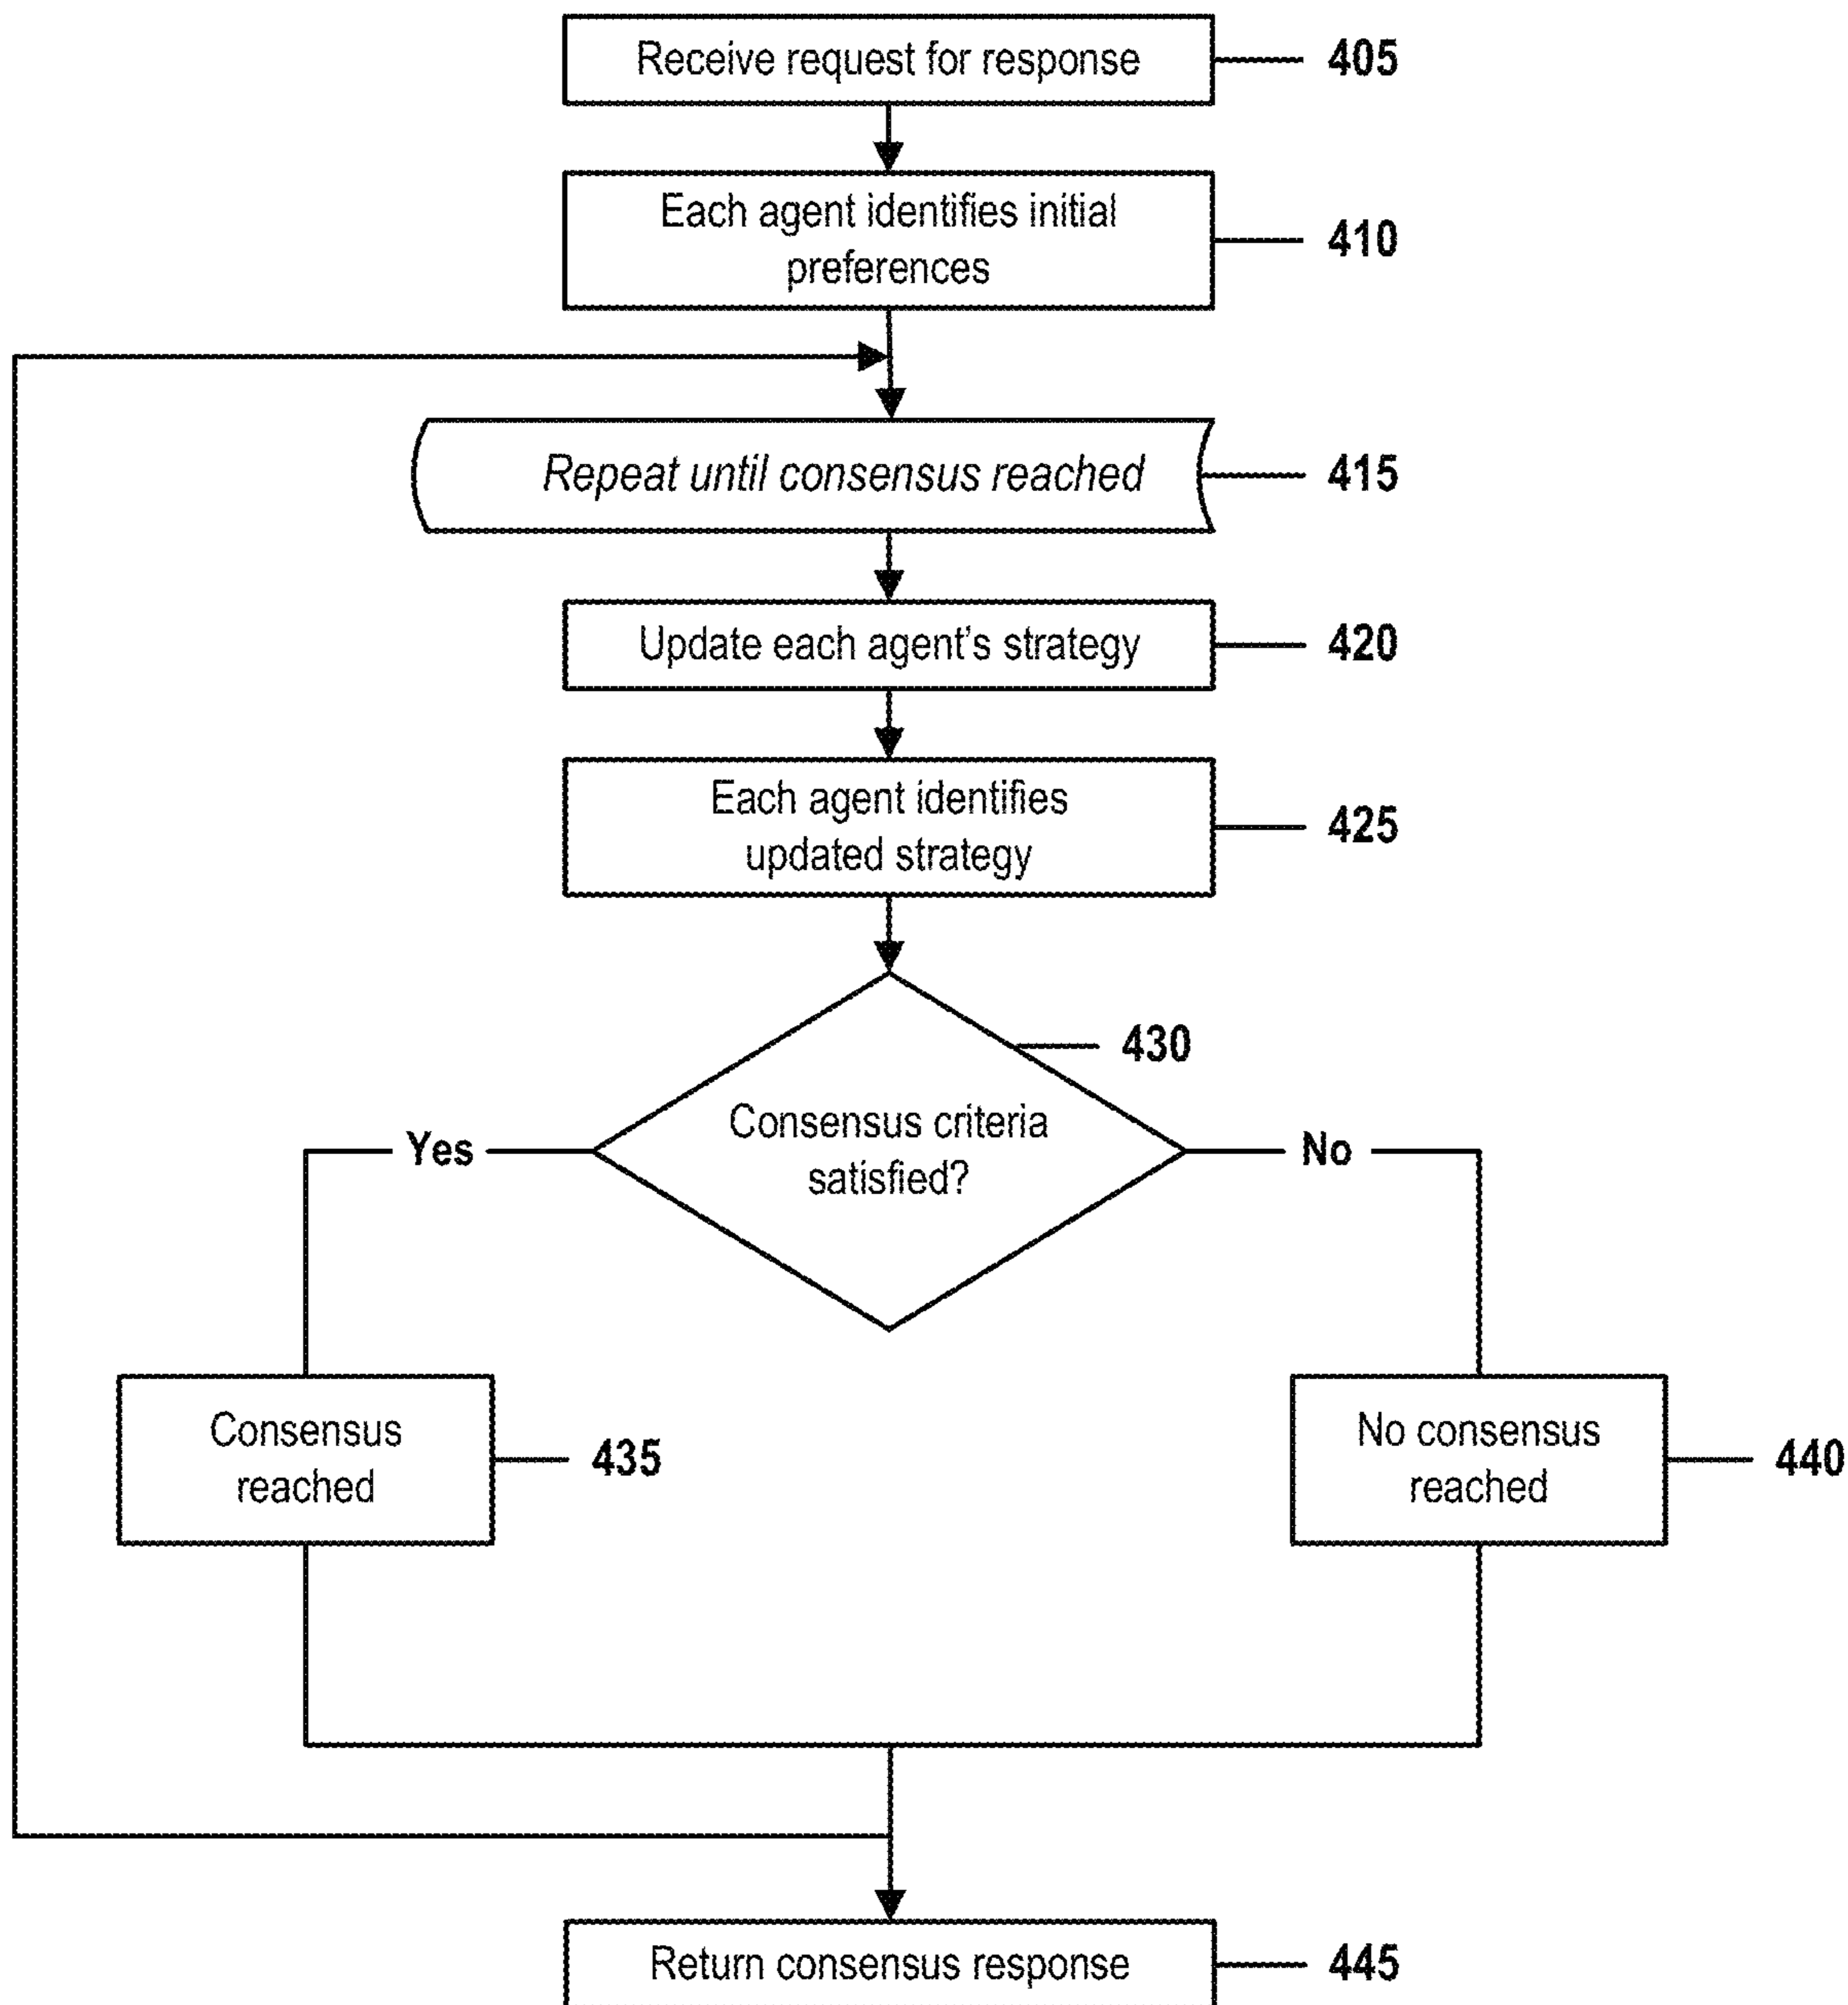 Receive request for response
405
Each agent identifies initial
preferences
410
Repeat until consensus reached
415
Update each agent's strategy
420
Each agent identifies
updated strategy
425
430
Consensus criteria
satisfied?
Yes
No
Consensus
reached
435
No consensus
reached
440
Return consensus response
445